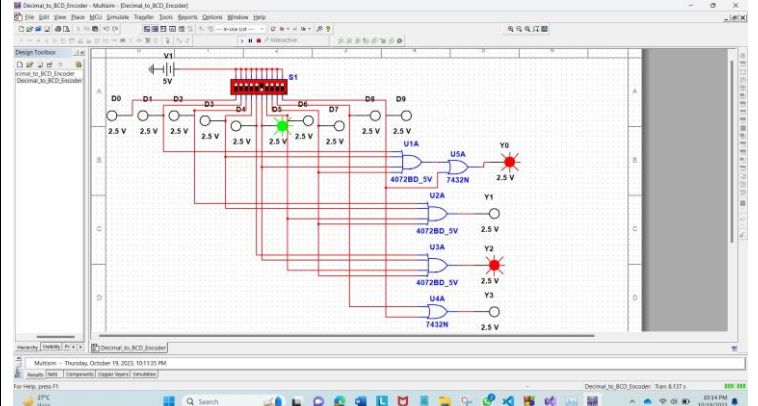 Decimal_to_BCD_Encoder - Multisim - [Decimal_to_BCD_Encoder]
File Edit View Place MCU Simulate Transfer Tools Reports Options Window Help
Interactive
Design Toolbox
Decimal_to_BCD_Encoder
V1
5V
S1
D0 D1 D2 D3 D4 D5 D6 D7 D8 D9
2.5 V 2.5 V 2.5 V 2.5 V 2.5 V 2.5 V 2.5 V 2.5 V 2.5 V 2.5 V
A
A
U1A
U5A
Y0
B
B
4072BD_5V
7432N
2.5 V
U2A
Y1
C
C
4072BD_5V
2.5 V
U3A
Y2
4072BD_5V
2.5 V
D
D
U4A
Y3
7432N
2.5 V
Hierarchy Visibility
Decimal_to_BCD_Encoder
Multisim - Thursday, October 19, 2023, 10:11:35 PM
Results Nets Components Copper layers Simulation
For Help, press F1
Decimal_to_BCD_Encoder: Tran: 8.137 s
27°C
Search
10:14 PM
10/19/2023